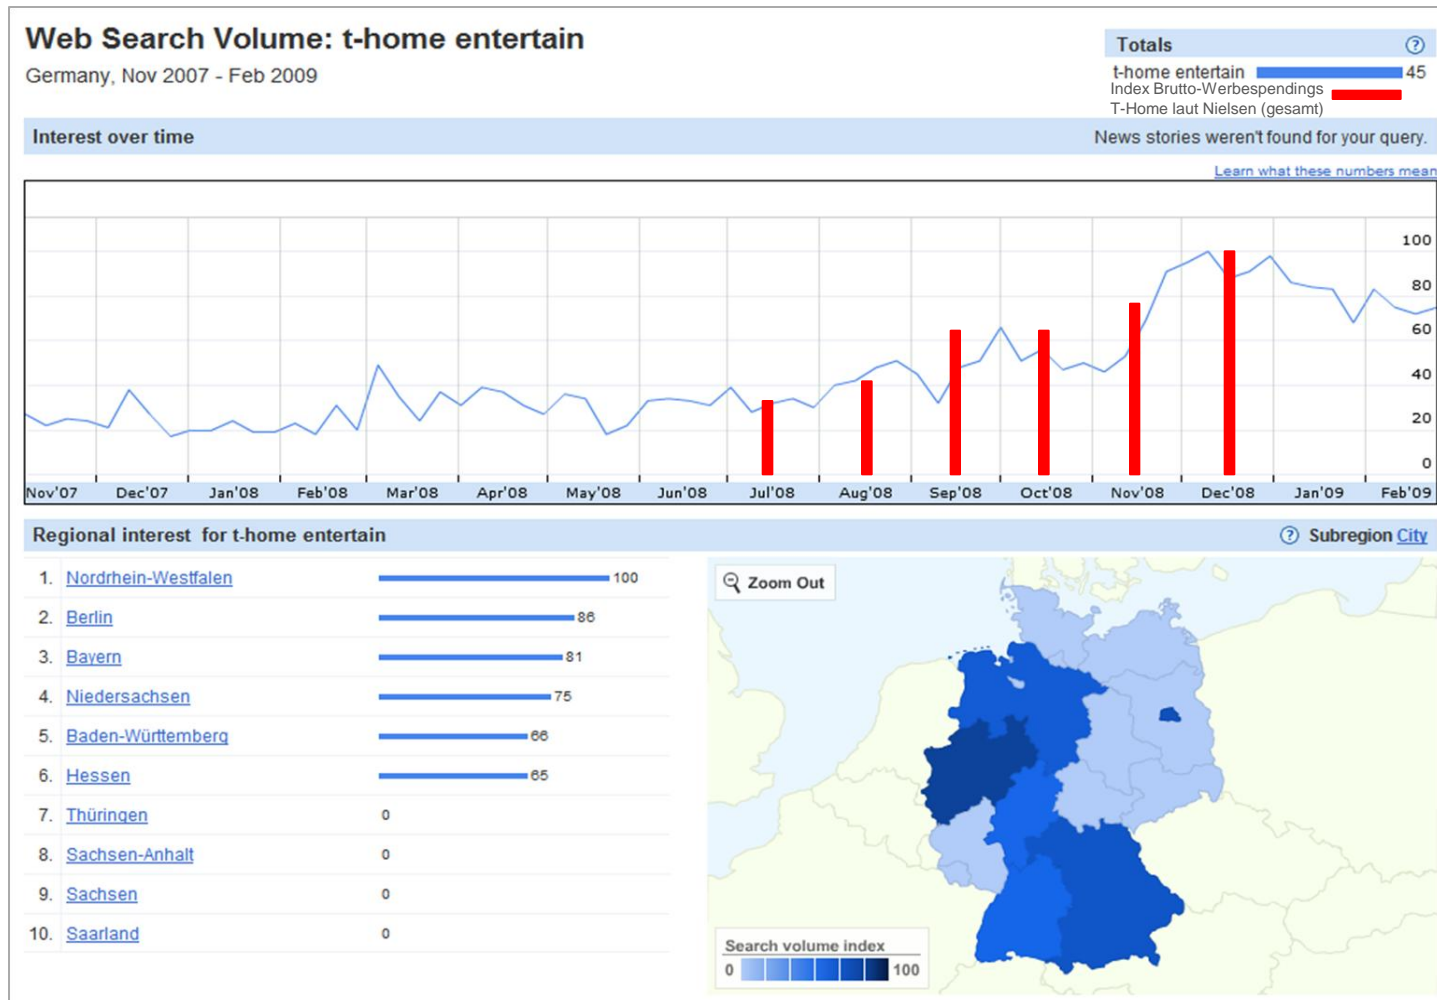 Web Search Volume: t-home entertain
Germany, Nov 2007 - Feb 2009
Totals ?
t-home entertain 45
Index Brutto-Werbespendings
T-Home laut Nielsen (gesamt)
Interest over time News stories weren't found for your query.
Learn what these numbers mean
100
80
60
40
20
0
Nov'07 Dec'07 Jan'08 Feb'08 Mar'08 Apr'08 May'08 Jun'08 Jul'08 Aug'08 Sep'08 Oct'08 Nov'08 Dec'08 Jan'09 Feb'09
Regional interest for t-home entertain ? Subregion City
1. Nordrhein-Westfalen 100
2. Berlin 86
3. Bayern 81
4. Niedersachsen 75
5. Baden-Württemberg 66
6. Hessen 65
7. Thüringen 0
8. Sachsen-Anhalt 0
9. Sachsen 0
10. Saarland 0
Zoom Out
Search volume index
0 100